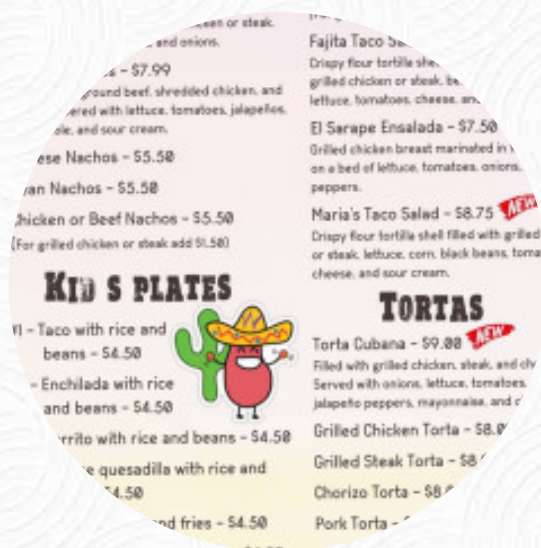 or steak.
and onions.
– $7.99
ground beef, shredded chicken, and
with lettuce, tomatoes, jalapeños,
and sour cream.
Nachos – $5.50
Nachos – $5.50
Chicken or Beef Nachos – $5.50
(For grilled chicken or steak add $1.50)
KID S PLATES
#1 – Taco with rice and
beans – $4.50
– Enchilada with rice
and beans – $4.50
with rice and beans – $4.50
quesadilla with rice and
$4.50
and fries – $4.50
Fajita Taco
Crispy flour tortilla
grilled chicken or steak,
lettuce, tomatoes, cheese,
El Sarape Ensalada – $7.50
Grilled chicken breast marinated in
on a bed of lettuce, tomatoes, onions,
peppers.
Maria's Taco Salad – $8.75 NEW
Crispy flour tortilla shell filled with grilled
or steak, lettuce, corn, black beans,
cheese, and sour cream.
TORTAS
Torta Cubana – $9.00 NEW
Filled with grilled chicken, steak, and
Served with onions, lettuce, tomatoes,
jalapeño peppers, mayonnaise, and
Grilled Chicken Torta –
Grilled Steak Torta –
Chorizo Torta –
Pork Torta –